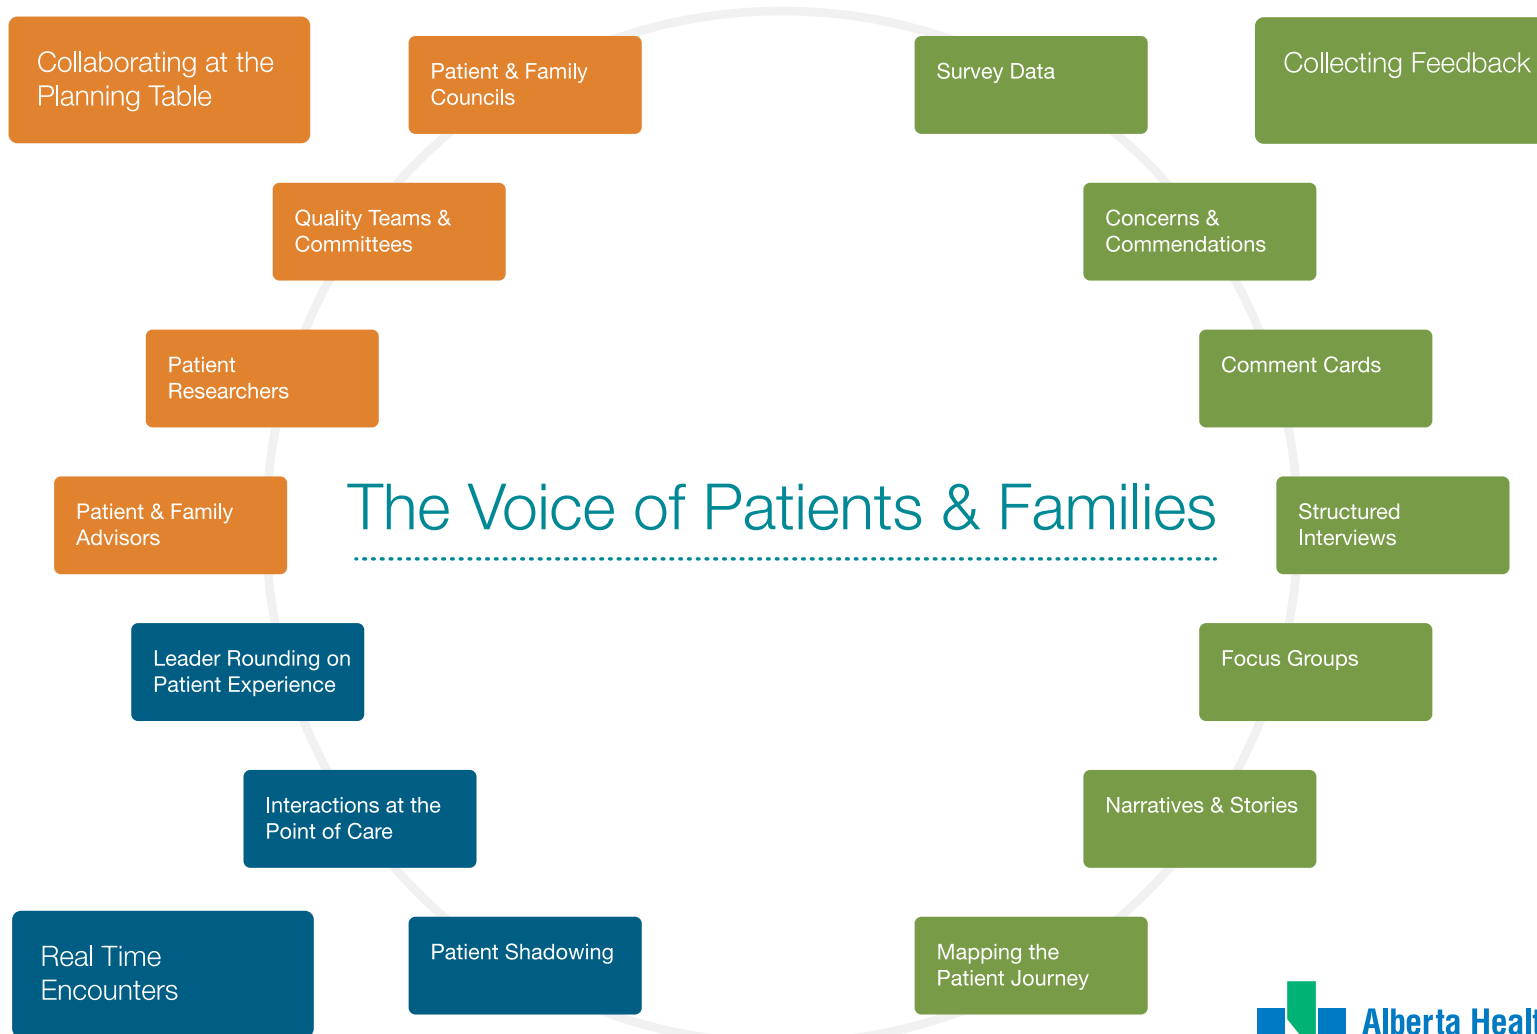 Collaborating at the
Planning Table
Patient & Family
Councils
Survey Data
Collecting Feedback
Quality Teams &
Committees
Concerns &
Commendations
Patient
Researchers
Comment Cards
The Voice of Patients & Families
Patient & Family
Advisors
Structured
Interviews
Leader Rounding on
Patient Experience
Focus Groups
Interactions at the
Point of Care
Narratives & Stories
Real Time
Encounters
Patient Shadowing
Mapping the
Patient Journey
Alberta